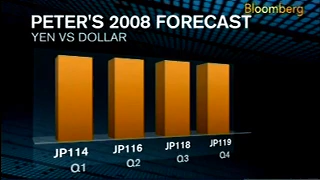 Bloomberg
PETER'S 2008 FORECAST
YEN VS DOLLAR
JP114 JP116 JP118 JP119
Q1 Q2 Q3 Q4